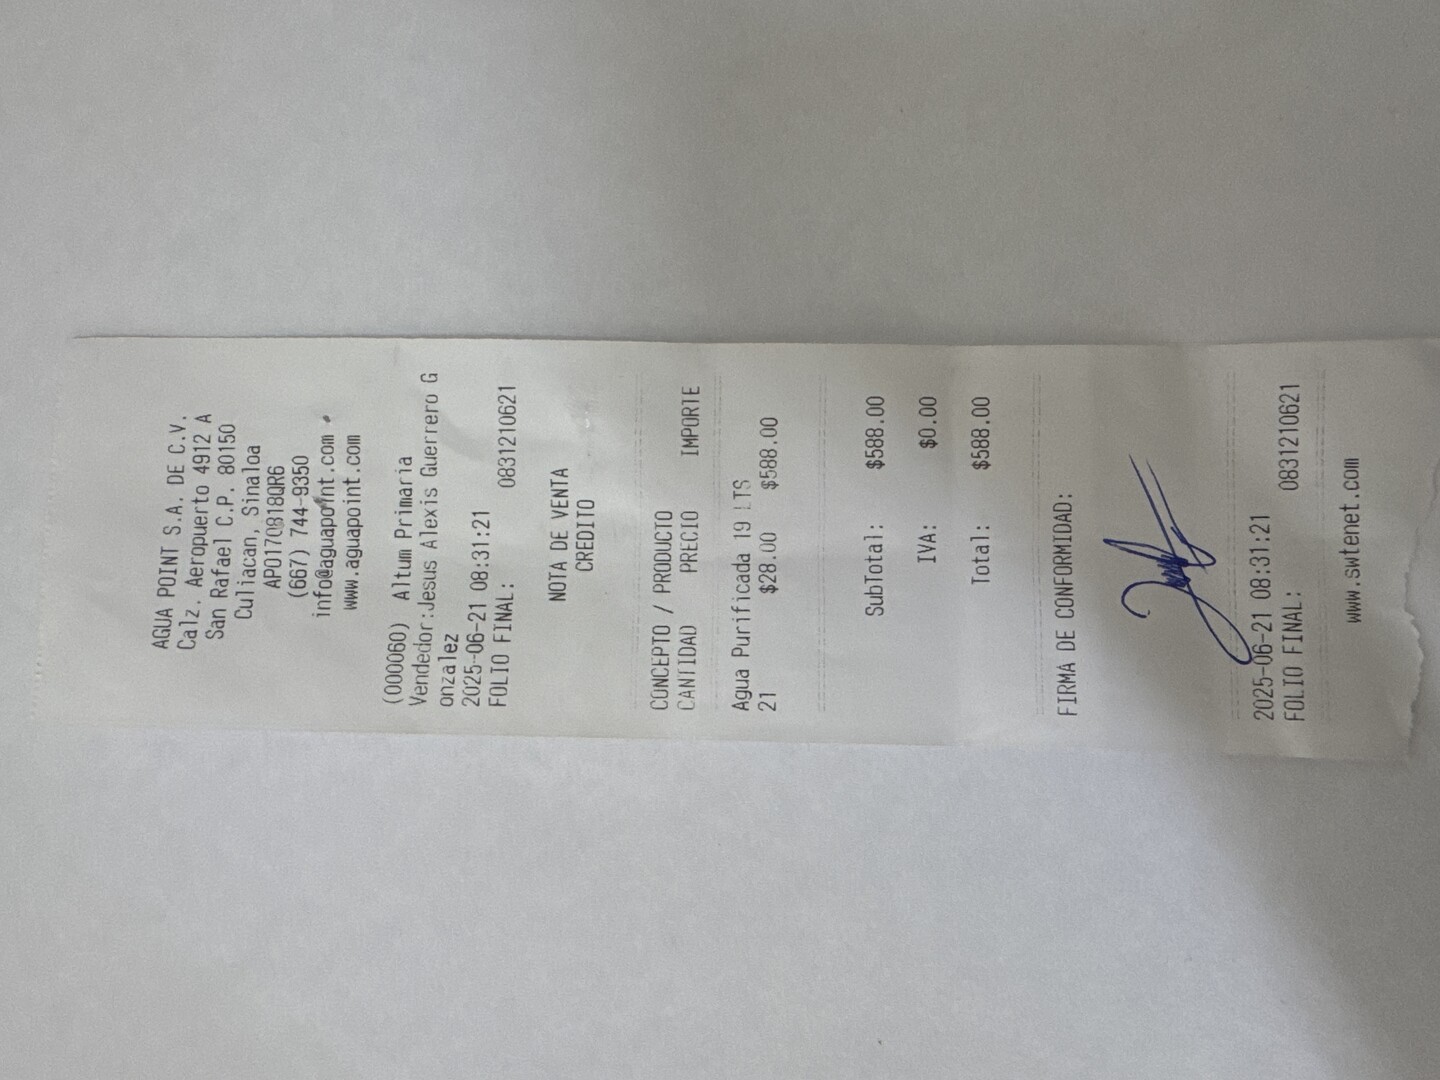 AGUA POINT S.A. DE C.V.
Calz. Aeropuerto 4912 A
San Rafael C.P. 80150
Culiacan, Sinaloa
APO170818QR6
(667) 744-9350
info@aguapoint.com
www.aguapoint.com
(000060) Altum Primaria
Vendedor:Jesus Alexis Guerrero G
onzalez
2025-06-21 08:31:21
FOLIO FINAL: 0831210621
NOTA DE VENTA
CREDITO
CONCEPTO / PRODUCTO
CANTIDAD PRECIO IMPORTE
Agua Purificada 19 LTS
21 $28.00 $588.00
SubTotal: $588.00
IVA: $0.00
Total: $588.00
FIRMA DE CONFORMIDAD:
2025-06-21 08:31:21
FOLIO FINAL: 0831210621
www.swtenet.com